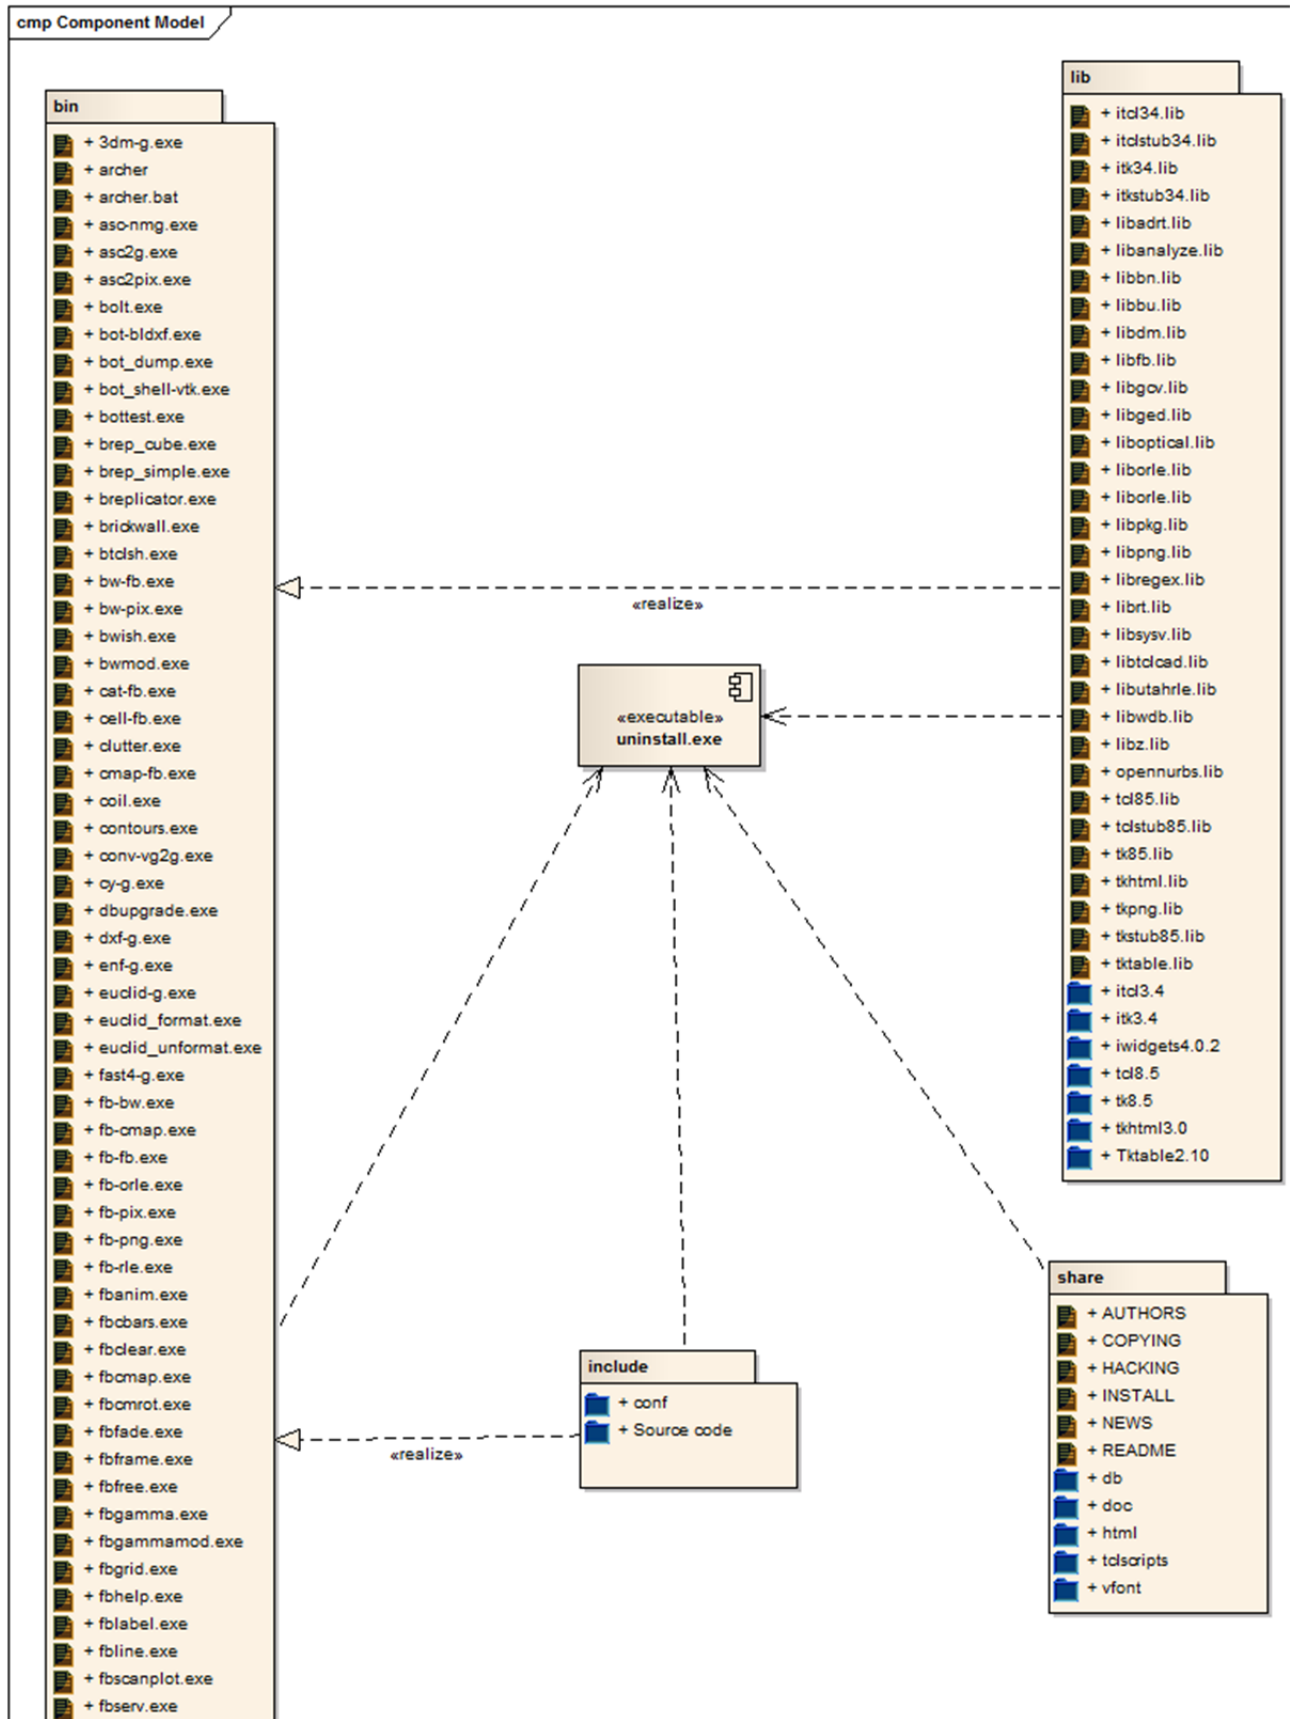 cmp Component Model
bin
+ 3dm-g.exe
+ archer
+ archer.bat
+ asc-nmg.exe
+ asc2g.exe
+ asc2pix.exe
+ bolt.exe
+ bot-bldxf.exe
+ bot_dump.exe
+ bot_shell-vtk.exe
+ bottest.exe
+ brep_cube.exe
+ brep_simple.exe
+ breplicator.exe
+ brickwall.exe
+ btclsh.exe
+ bw-fb.exe
+ bw-pix.exe
+ bwish.exe
+ bwmod.exe
+ cat-fb.exe
+ cell-fb.exe
+ clutter.exe
+ cmap-fb.exe
+ coil.exe
+ contours.exe
+ conv-vg2g.exe
+ cy-g.exe
+ dbupgrade.exe
+ dxf-g.exe
+ enf-g.exe
+ euclid-g.exe
+ euclid_format.exe
+ euclid_unformat.exe
+ fast4-g.exe
+ fb-bw.exe
+ fb-cmap.exe
+ fb-fb.exe
+ fb-orle.exe
+ fb-pix.exe
+ fb-png.exe
+ fb-rle.exe
+ fbanim.exe
+ fbcbars.exe
+ fbclear.exe
+ fbcmap.exe
+ fbcmrot.exe
+ fbfade.exe
+ fbframe.exe
+ fbfree.exe
+ fbgamma.exe
+ fbgammamod.exe
+ fbgrid.exe
+ fbhelp.exe
+ fblabel.exe
+ fbline.exe
+ fbscanplot.exe
+ fbserv.exe
«realize»
«executable»
uninstall.exe
«realize»
include
+ conf
+ Source code
lib
+ itcl34.lib
+ itclstub34.lib
+ itk34.lib
+ itkstub34.lib
+ libadrt.lib
+ libanalyze.lib
+ libbn.lib
+ libbu.lib
+ libdm.lib
+ libfb.lib
+ libgcv.lib
+ libged.lib
+ liboptical.lib
+ liborle.lib
+ liborle.lib
+ libpkg.lib
+ libpng.lib
+ libregex.lib
+ librt.lib
+ libsysv.lib
+ libtclcad.lib
+ libutahrle.lib
+ libwdb.lib
+ libz.lib
+ opennurbs.lib
+ tcl85.lib
+ tclstub85.lib
+ tk85.lib
+ tkhtml.lib
+ tkpng.lib
+ tkstub85.lib
+ tktable.lib
+ itcl3.4
+ itk3.4
+ iwidgets4.0.2
+ tcl8.5
+ tk8.5
+ tkhtml3.0
+ Tktable2.10
share
+ AUTHORS
+ COPYING
+ HACKING
+ INSTALL
+ NEWS
+ README
+ db
+ doc
+ html
+ tclscripts
+ vfont